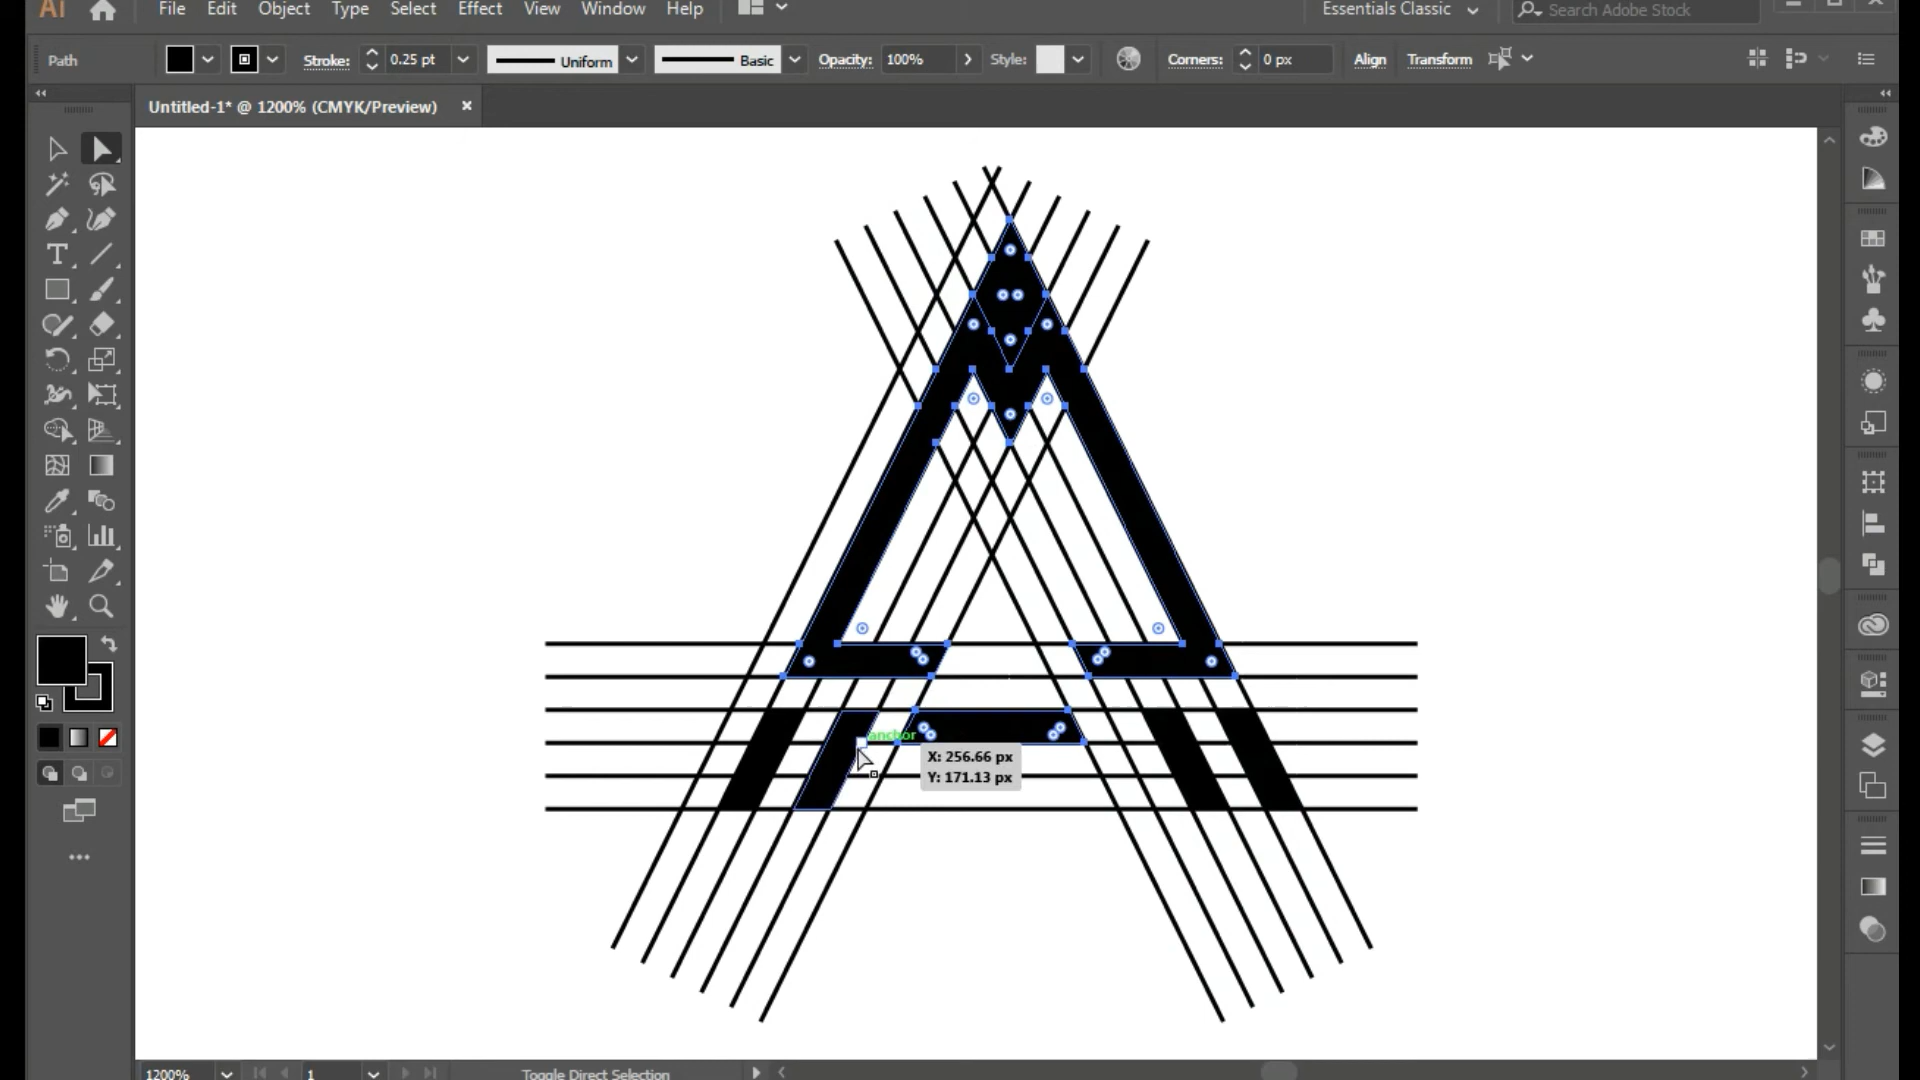 Ai File Edit Object Type Select Effect View Window Help Essentials Classic Search Adobe Stock
Path Stroke: 0.25 pt Uniform Basic Opacity: 100% Style: Corners: 0 px Align Transform
Untitled-1* @ 1200% (CMYK/Preview) ×
anchor
X: 256.66 px
Y: 171.13 px
1200% 1 Toggle Direct Selection